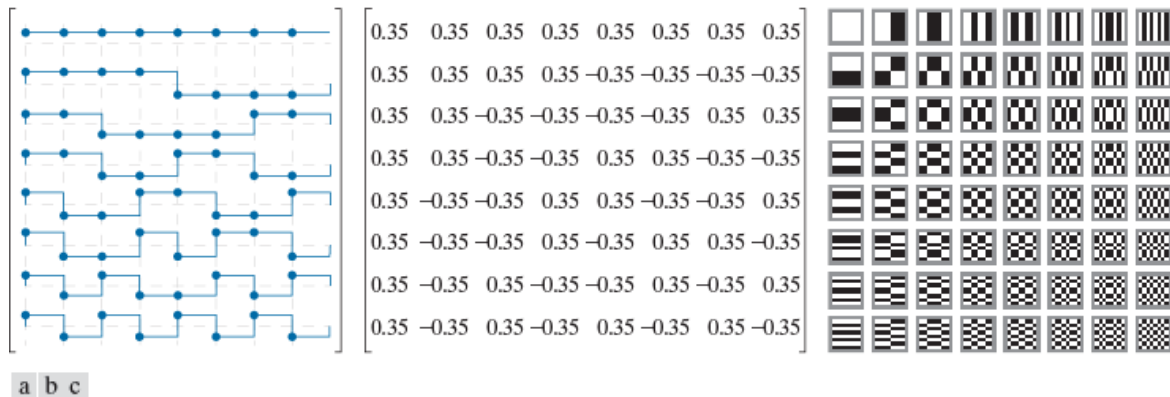 0.35 0.35 0.35 0.35 0.35 0.35 0.35 0.35
0.35 0.35 0.35 0.35 −0.35 −0.35 −0.35 −0.35
0.35 0.35 −0.35 −0.35 −0.35 −0.35 0.35 0.35
0.35 0.35 −0.35 −0.35 0.35 0.35 −0.35 −0.35
0.35 −0.35 −0.35 0.35 0.35 −0.35 −0.35 0.35
0.35 −0.35 −0.35 0.35 −0.35 0.35 0.35 −0.35
0.35 −0.35 0.35 −0.35 −0.35 0.35 −0.35 0.35
0.35 −0.35 0.35 −0.35 0.35 −0.35 0.35 −0.35
a b c